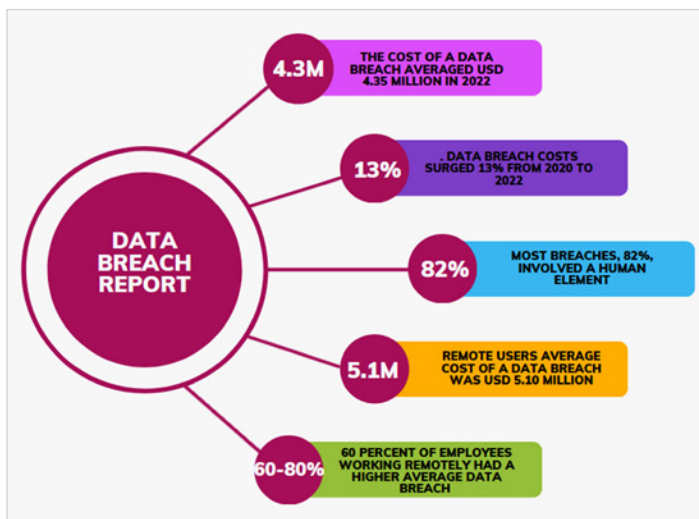 4.3M
THE COST OF A DATA
BREACH AVERAGED USD
4.35 MILLION IN 2022
13%
. DATA BREACH COSTS
SURGED 13% FROM 2020 TO
2022
DATA
BREACH
REPORT
82%
MOST BREACHES, 82%,
INVOLVED A HUMAN
ELEMENT
5.1M
REMOTE USERS AVERAGE
COST OF A DATA BREACH
WAS USD 5.10 MILLION
60-80%
60 PERCENT OF EMPLOYEES
WORKING REMOTELY HAD A
HIGHER AVERAGE DATA
BREACH